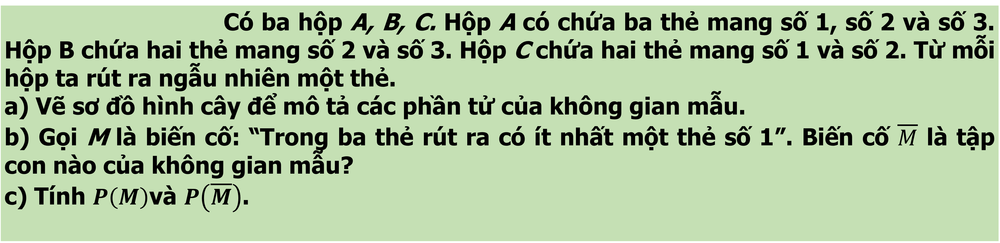 Có ba hộp A, B, C. Hộp A có chứa ba thẻ mang số 1, số 2 và số 3.
Hộp B chứa hai thẻ mang số 2 và số 3. Hộp C chứa hai thẻ mang số 1 và số 2. Từ mỗi
hộp ta rút ra ngẫu nhiên một thẻ.
a) Vẽ sơ đồ hình cây để mô tả các phần tử của không gian mẫu.
b) Gọi M là biến cố: “Trong ba thẻ rút ra có ít nhất một thẻ số 1”. Biến cố M̅ là tập
con nào của không gian mẫu?
c) Tính P(M)và P(M̅).